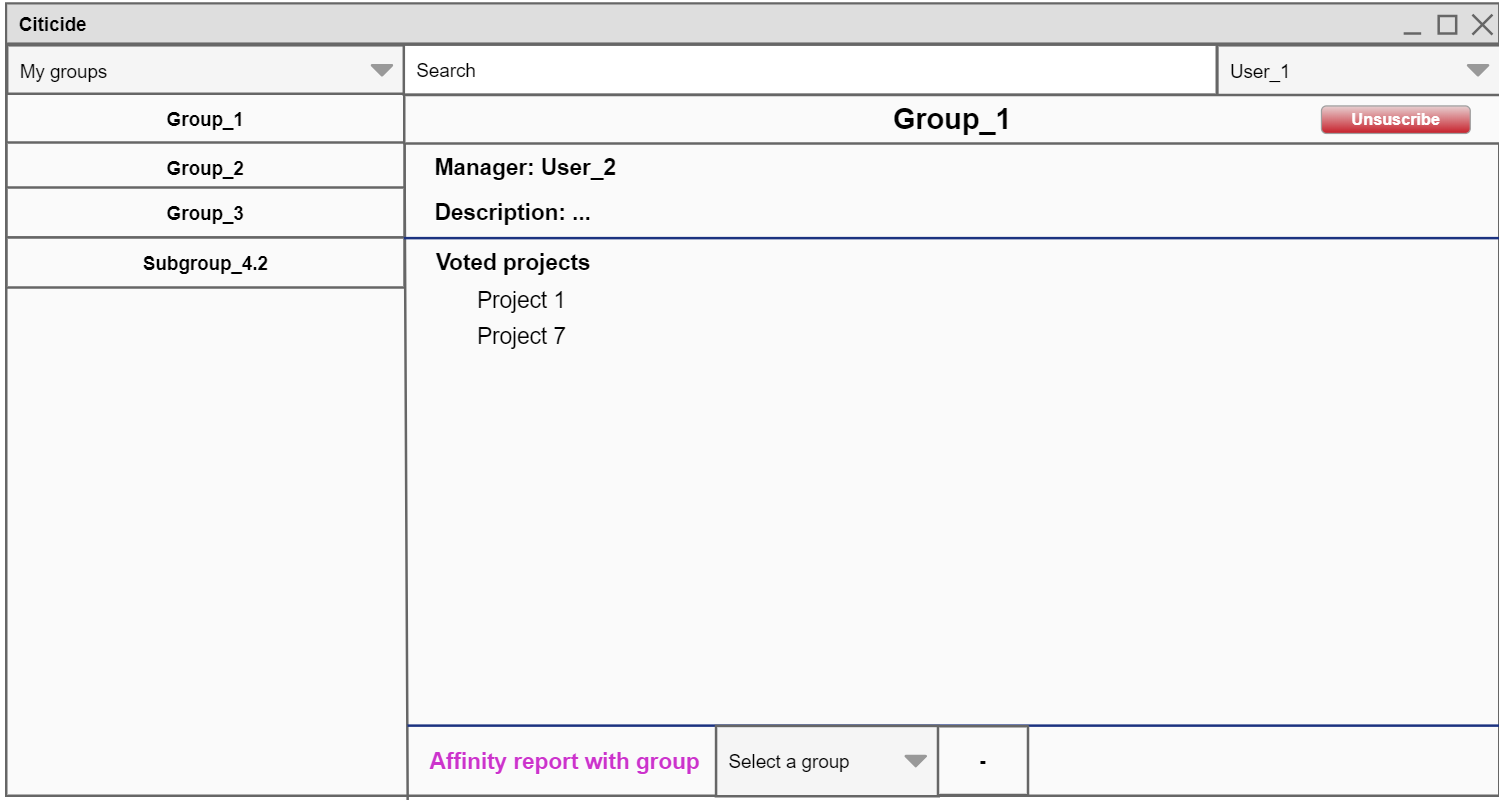 Citicide
My groups
Search
User_1
Group_1
Group_2
Group_3
Subgroup_4.2
Group_1
Unsuscribe
Manager: User_2
Description: ...
Voted projects
Project 1
Project 7
Affinity report with group
Select a group
-